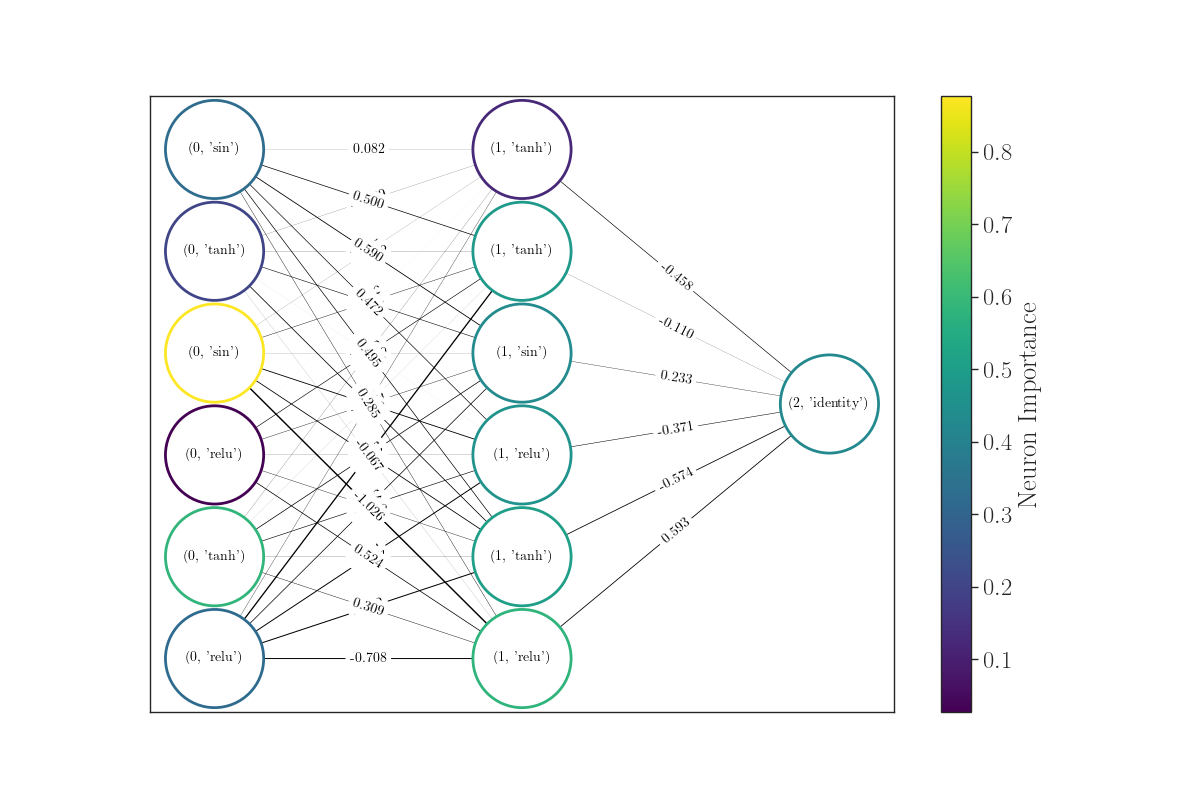 (0, 'sin')
(0, 'tanh')
(0, 'sin')
(0, 'relu')
(0, 'tanh')
(0, 'relu')
0.082
0.500
0.590
0.472
0.495
0.285
-0.067
-1.026
0.524
0.309
-0.708
(1, 'tanh')
(1, 'tanh')
(1, 'sin')
(1, 'relu')
(1, 'tanh')
(1, 'relu')
-0.458
-0.110
0.233
-0.371
-0.574
0.593
(2, 'identity')
0.8
0.7
0.6
0.5
0.4
0.3
0.2
0.1
Neuron Importance